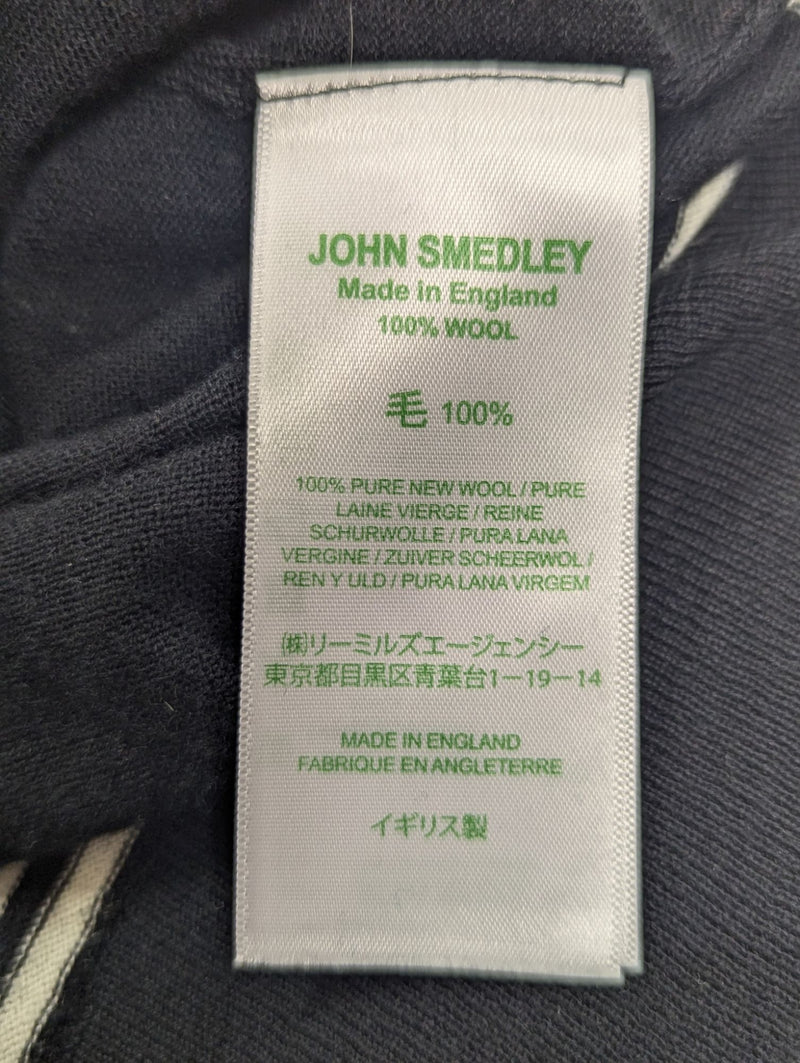 JOHN SMEDLEY
Made in England
100% WOOL
毛 100%
100% PURE NEW WOOL / PURE
LAINE VIERGE / REINE
SCHURWOLLE / PURA LANA
VERGINE / ZUIVER SCHEERWOL /
REN Y ULD / PURA LANA VIRGEM
㈱リーミルズエージェンシー
東京都目黒区青葉台1－19－14
MADE IN ENGLAND
FABRIQUE EN ANGLETERRE
イギリス製